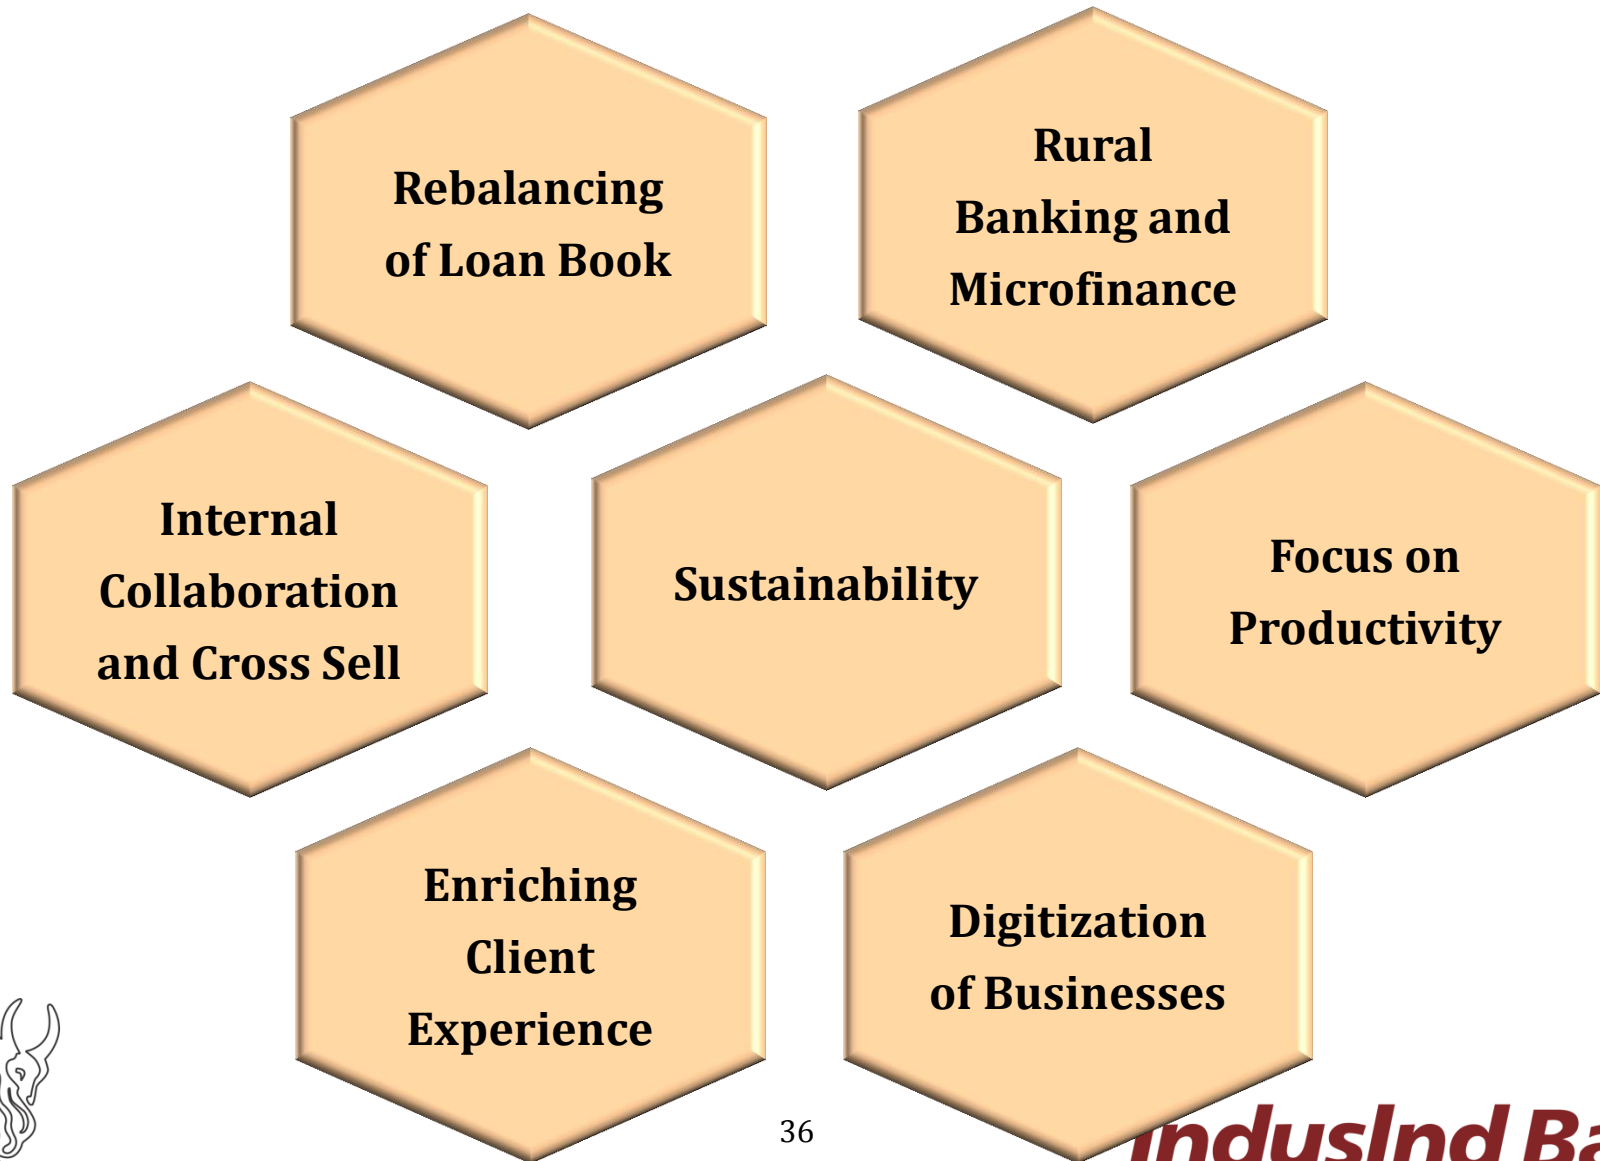 Rebalancing
of Loan Book
Rural
Banking and
Microfinance
Internal
Collaboration
and Cross Sell
Sustainability
Focus on
Productivity
Enriching
Client
Experience
Digitization
of Businesses
36
IndusInd Ba